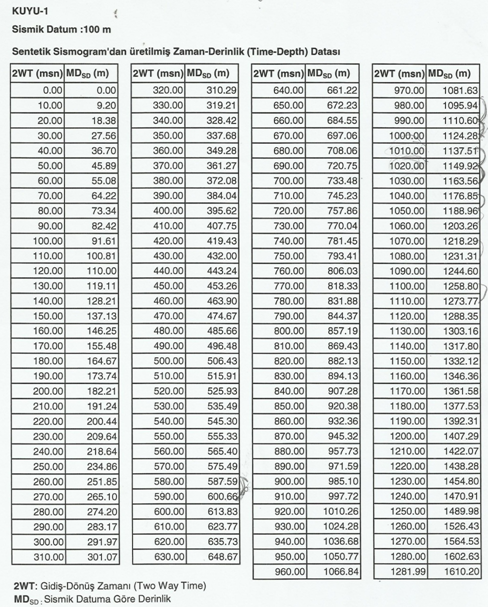 KUYU-1
Sismik Datum :100 m
Sentetik Sismogram'dan üretilmiş Zaman-Derinlik (Time-Depth) Datası
2WT (msn) MDSD (m) 2WT (msn) MDSD (m) 2WT (msn) MDSD (m) 2WT (msn) MDSD (m)
0.00 0.00 320.00 310.29 640.00 661.22 970.00 1081.63
10.00 9.20 330.00 319.21 650.00 672.23 980.00 1095.94
20.00 18.38 340.00 328.42 660.00 684.55 990.00 1110.60
30.00 27.56 350.00 337.68 670.00 697.06 1000.00 1124.28
40.00 36.70 360.00 349.28 680.00 708.06 1010.00 1137.51
50.00 45.89 370.00 361.27 690.00 720.75 1020.00 1149.92
60.00 55.08 380.00 372.08 700.00 733.48 1030.00 1163.56
70.00 64.22 390.00 384.04 710.00 745.23 1040.00 1176.85
80.00 73.34 400.00 395.62 720.00 757.86 1050.00 1188.96
90.00 82.42 410.00 407.75 730.00 770.04 1060.00 1203.26
100.00 91.61 420.00 419.43 740.00 781.45 1070.00 1218.29
110.00 100.81 430.00 432.00 750.00 793.41 1080.00 1231.31
120.00 110.00 440.00 443.24 760.00 806.03 1090.00 1244.60
130.00 119.11 450.00 453.26 770.00 818.33 1100.00 1258.80
140.00 128.21 460.00 463.90 780.00 831.88 1110.00 1273.77
150.00 137.13 470.00 474.67 790.00 844.37 1120.00 1288.35
160.00 146.25 480.00 485.66 800.00 857.19 1130.00 1303.16
170.00 155.48 490.00 496.48 810.00 869.43 1140.00 1317.80
180.00 164.67 500.00 506.43 820.00 882.13 1150.00 1332.12
190.00 173.74 510.00 515.91 830.00 894.13 1160.00 1346.36
200.00 182.21 520.00 525.93 840.00 907.28 1170.00 1361.58
210.00 191.24 530.00 535.49 850.00 920.38 1180.00 1377.53
220.00 200.44 540.00 545.30 860.00 932.36 1190.00 1392.31
230.00 209.64 550.00 555.33 870.00 945.32 1200.00 1407.29
240.00 218.64 560.00 565.40 880.00 957.73 1210.00 1422.07
250.00 234.86 570.00 575.49 890.00 971.59 1220.00 1438.28
260.00 251.85 580.00 587.59 900.00 985.10 1230.00 1454.80
270.00 265.10 590.00 600.66 910.00 997.72 1240.00 1470.91
280.00 274.20 600.00 613.83 920.00 1010.26 1250.00 1489.98
290.00 283.17 610.00 623.77 930.00 1024.28 1260.00 1526.43
300.00 291.97 620.00 635.73 940.00 1036.68 1270.00 1564.53
310.00 301.07 630.00 648.67 950.00 1050.77 1280.00 1602.63
960.00 1066.84 1281.99 1610.20
2WT: Gidiş-Dönüş Zamanı (Two Way Time)
MDSD : Sismik Datuma Göre Derinlik